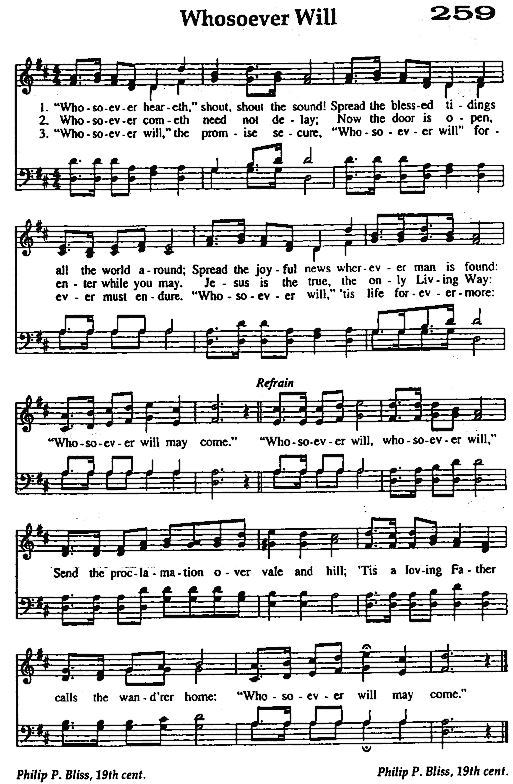 Whosoever Will 259
1. “Who - so - ev - er hear - eth,” shout, shout the sound! Spread the bless - ed ti - dings
2. Who - so - ev - er com - eth need not de - lay; Now the door is o - pen,
3. “Who - so - ev - er will,” the prom - ise se - cure, “Who - so - ev - er will” for -
all the world a - round; Spread the joy - ful news wher - ev - er man is found:
en - ter while you may. Je - sus is the true, the on - ly Liv - ing Way:
ev - er must en - dure. “Who - so - ev - er will,” 'tis life for - ev - er - more:
Refrain
“Who - so - ev - er will may come.” “Who - so - ev - er will, who - so - ev - er will,”
Send the proc - la - ma - tion o - ver vale and hill; 'Tis a lov - ing Fa - ther
calls the wan - d'rer home: “Who - so - ev - er will may come.”
Philip P. Bliss, 19th cent. Philip P. Bliss, 19th cent.